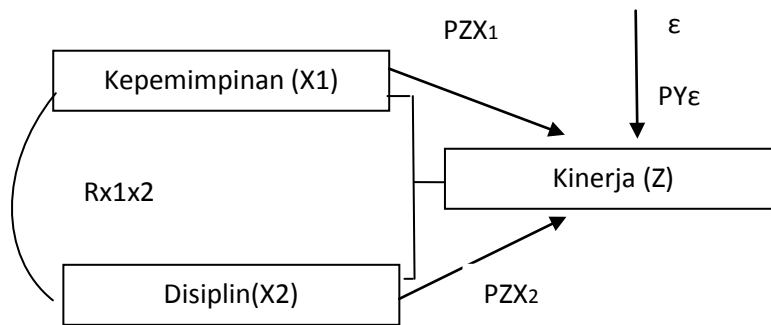 PZX1
ε
Kepemimpinan (X1)
PYε
Rx1x2
Kinerja (Z)
Disiplin(X2)
PZX2